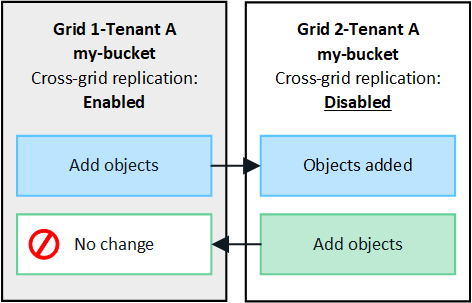 Grid 1-Tenant A
my-bucket
Cross-grid replication:
Enabled
Add objects
No change
Grid 2-Tenant A
my-bucket
Cross-grid replication:
Disabled
Objects added
Add objects